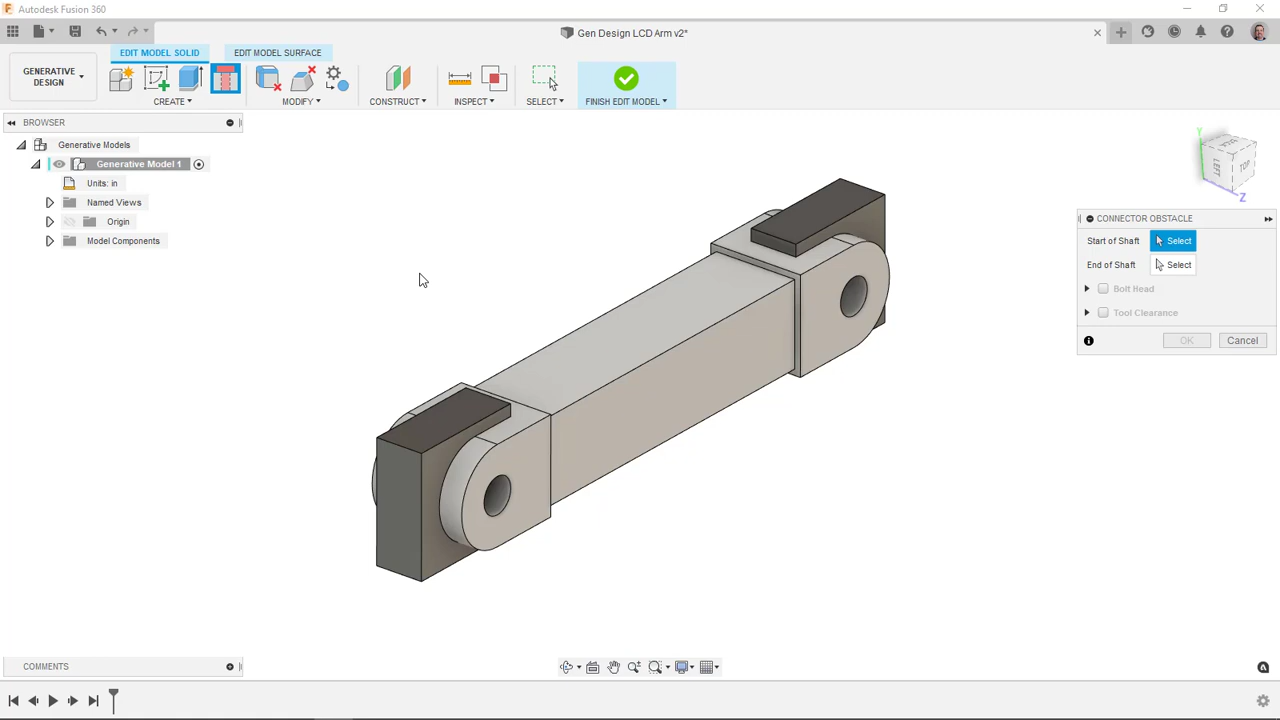 Autodesk Fusion 360
Gen Design LCD Arm v2*
EDIT MODEL SOLID
EDIT MODEL SURFACE
GENERATIVE
DESIGN
CREATE
MODIFY
CONSTRUCT
INSPECT
SELECT
FINISH EDIT MODEL
BROWSER
Generative Models
Generative Model 1
Units: in
Named Views
Origin
Model Components
Y
TOP
Z
CONNECTOR OBSTACLE
Start of Shaft
Select
End of Shaft
Select
Bolt Head
Tool Clearance
OK
Cancel
COMMENTS